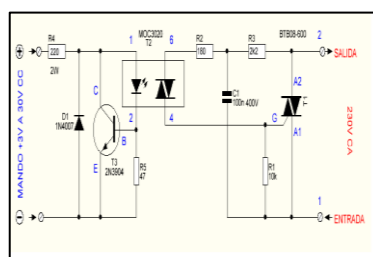 R4
220
2W
MOC3020
T2
1
6
R2
180
R3
2K2
BTB08-600
2
SALIDA
MANDO +3V A 30V CC
D1
1N4007
C
C1
100n 400V
A2
T1
230V CA
2
B
4
G
A1
E
T3
2N3904
R5
47
R1
10k
1
ENTRADA